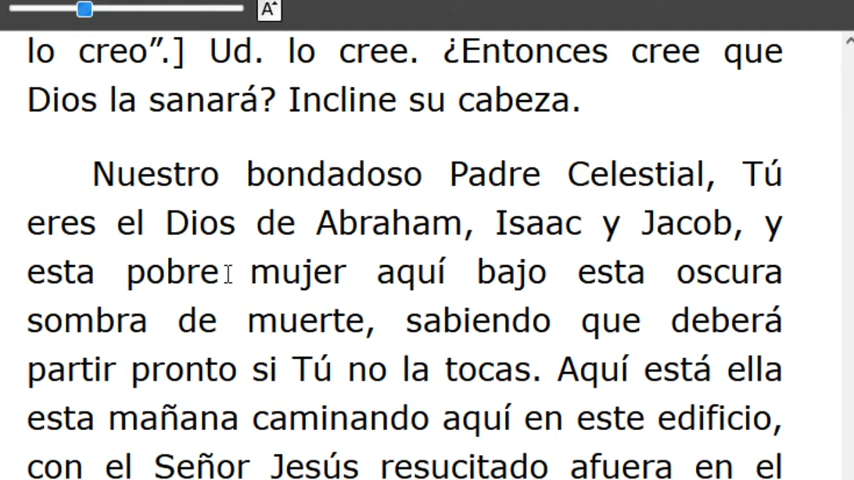 A
lo creo”.] Ud. lo cree. ¿Entonces cree que
Dios la sanará? Incline su cabeza.
Nuestro bondadoso Padre Celestial, Tú
eres el Dios de Abraham, Isaac y Jacob, y
esta pobre mujer aquí bajo esta oscura
sombra de muerte, sabiendo que deberá
partir pronto si Tú no la tocas. Aquí está ella
esta mañana caminando aquí en este edificio,
con el Señor Jesús resucitado afuera en el